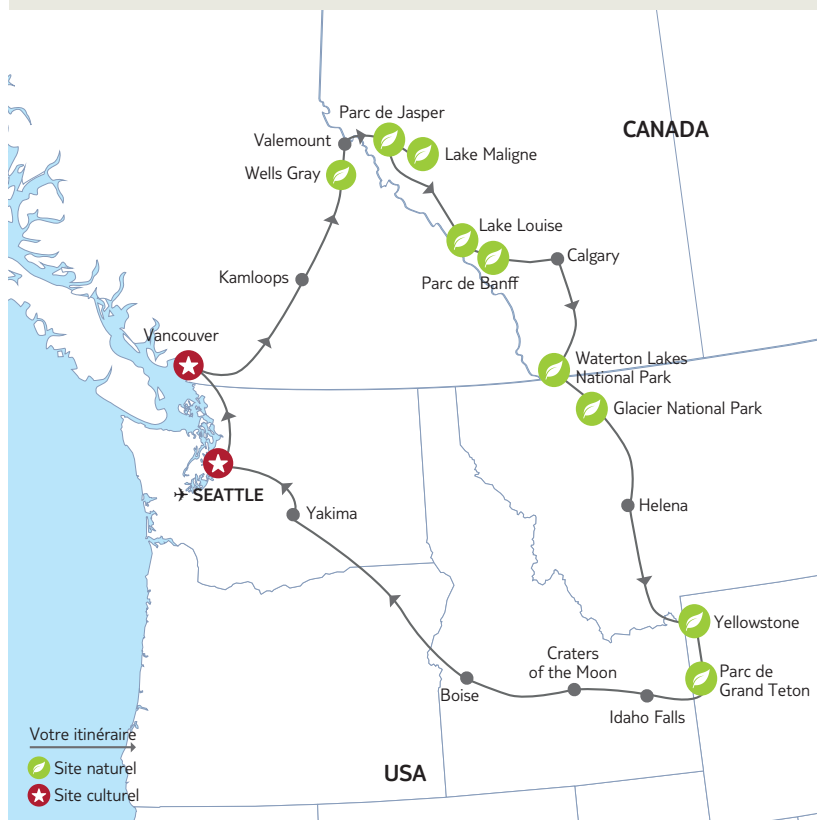 Parc de Jasper
CANADA
Valemount
Lake Maligne
Wells Gray
Lake Louise
Calgary
Kamloops
Parc de Banff
Vancouver
Waterton Lakes
National Park
Glacier National Park
SEATTLE
Helena
Yakima
Yellowstone
Craters
of the Moon
Parc de
Grand Teton
Boise
Idaho Falls
Votre itinéraire
Site naturel
USA
Site culturel